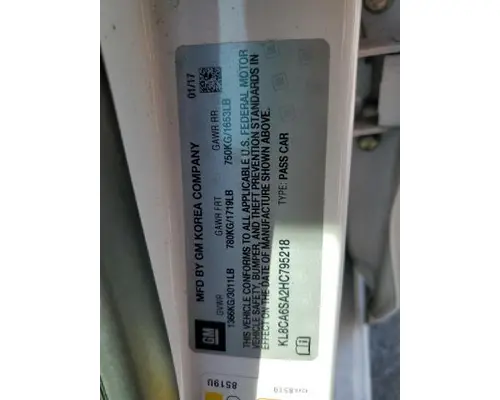 MFD BY GM KOREA COMPANY 01/17
GM
GVWR GAWR FRT GAWR RR
1366KG/3011LB 780KG/1719LB 750KG/1653LB
THIS VEHICLE CONFORMS TO ALL APPLICABLE U.S. FEDERAL MOTOR
VEHICLE SAFETY, BUMPER, AND THEFT PREVENTION STANDARDS IN
EFFECT ON THE DATE OF MANUFACTURE SHOWN ABOVE.
KL8CA6SA2HC795218 TYPE: PASS CAR
8519U